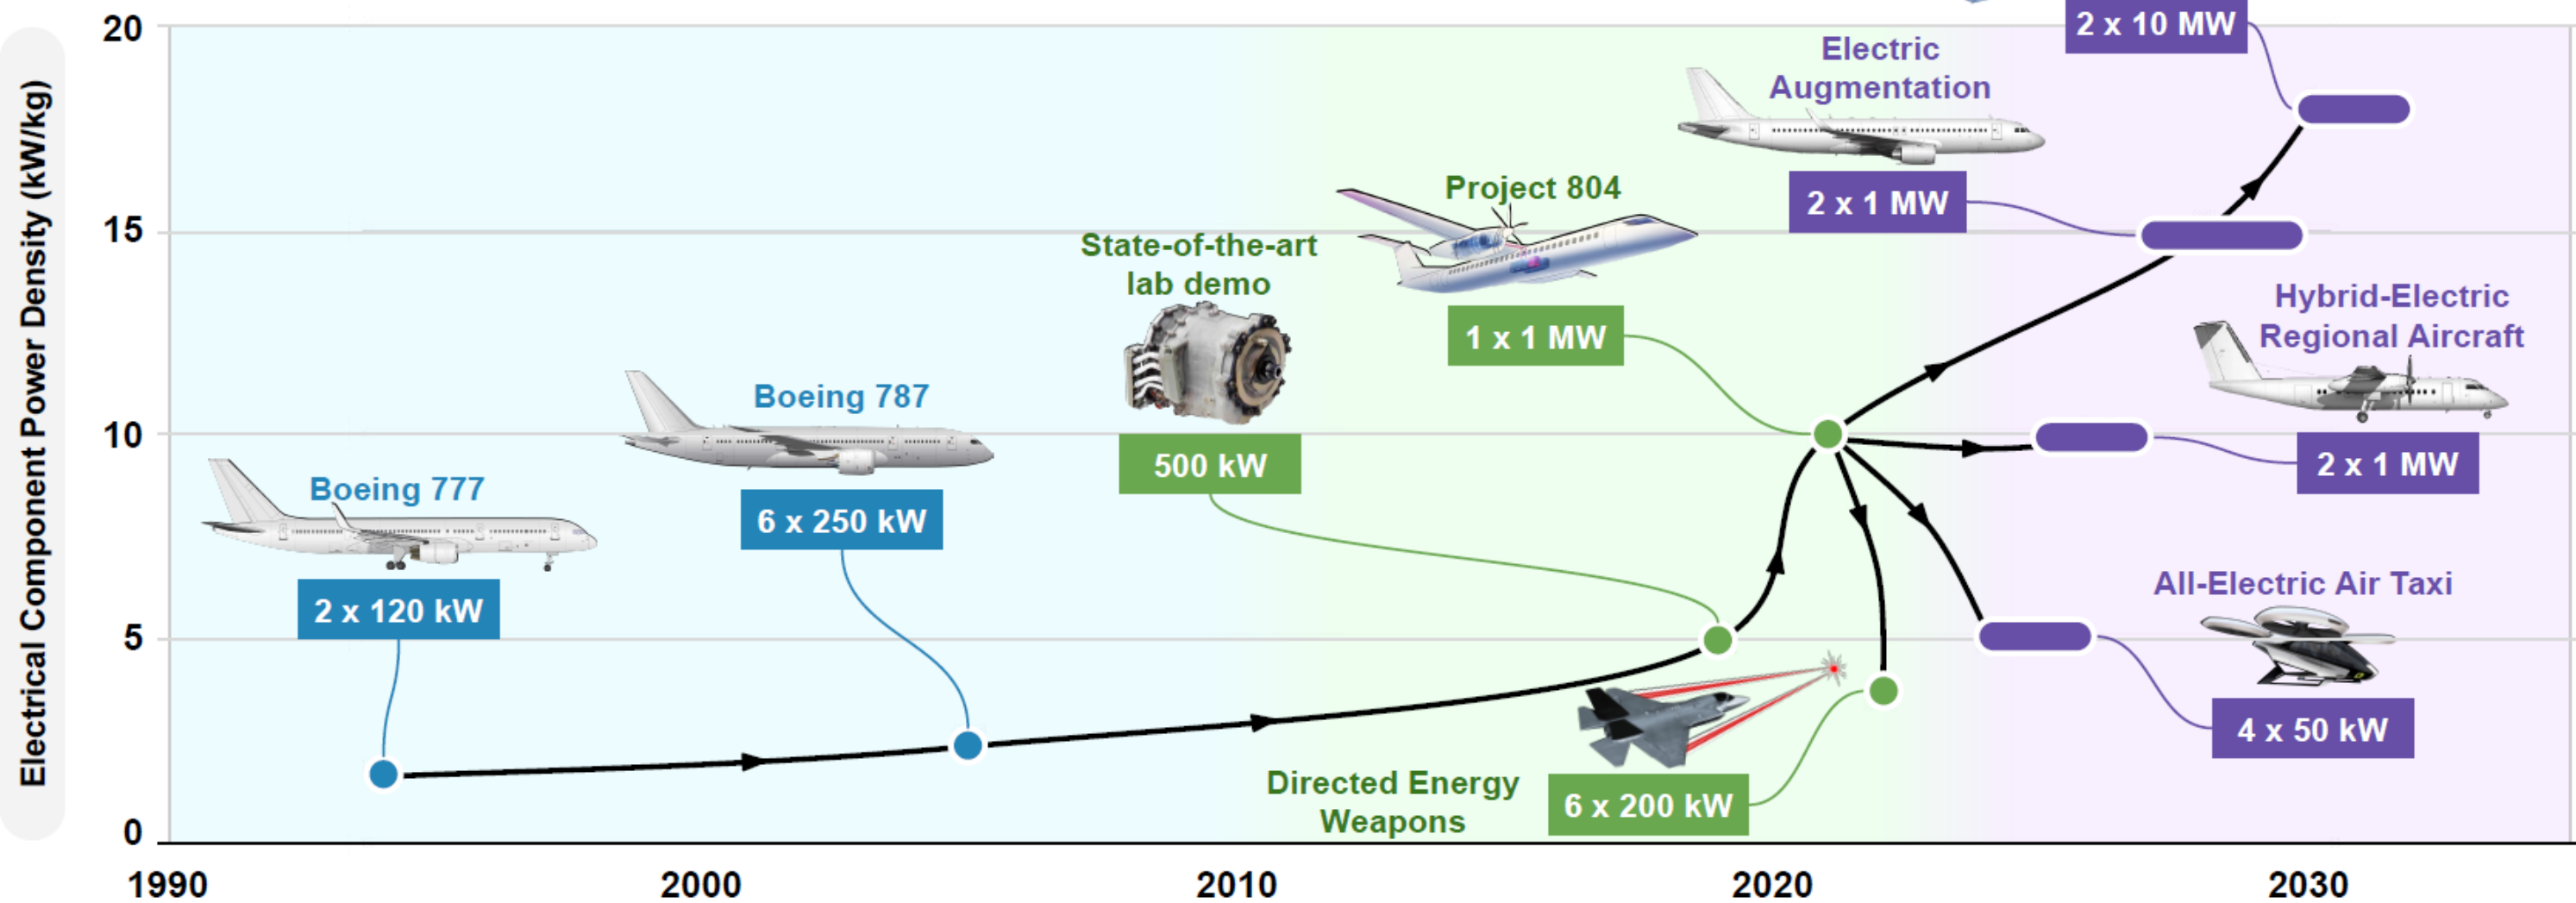 Electrical Component Power Density (kW/kg)
20
15
10
5
0
2 x 10 MW
Electric
Augmentation
2 x 1 MW
Project 804
1 x 1 MW
State-of-the-art
lab demo
500 kW
Hybrid-Electric
Regional Aircraft
2 x 1 MW
Boeing 787
6 x 250 kW
Boeing 777
2 x 120 kW
All-Electric Air Taxi
4 x 50 kW
Directed Energy
Weapons
6 x 200 kW
1990
2000
2010
2020
2030